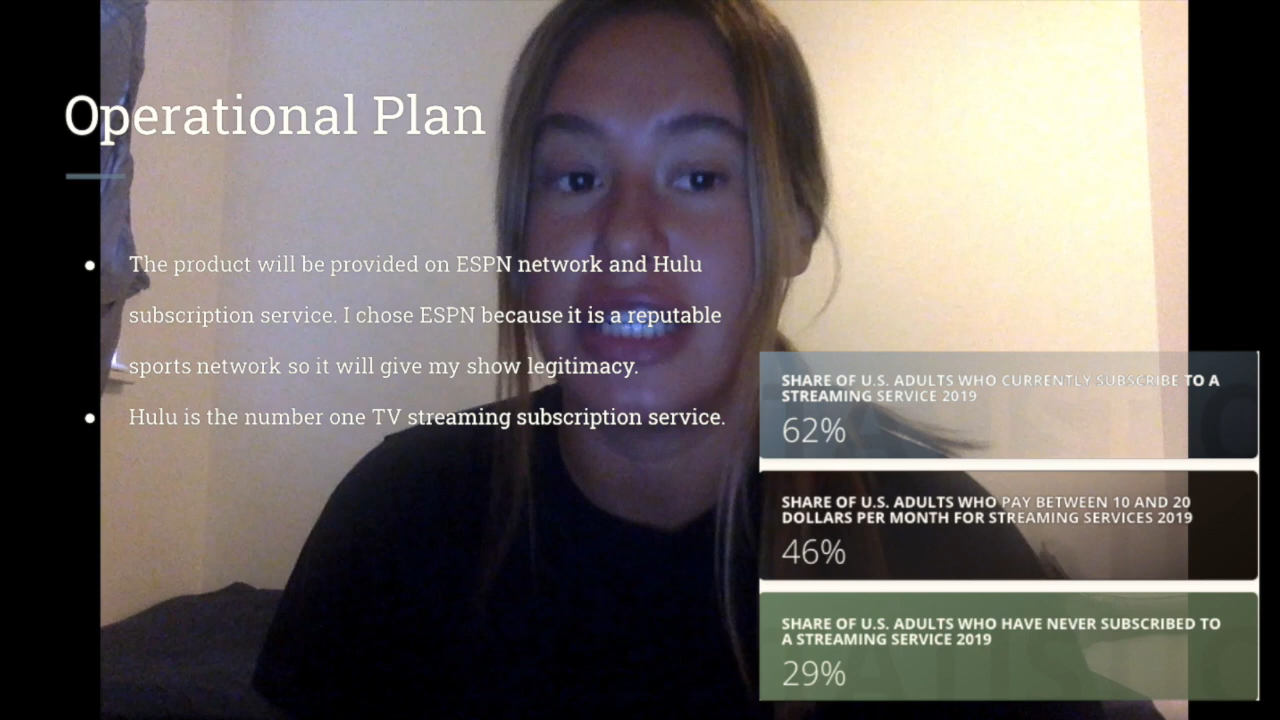 Operational Plan
● The product will be provided on ESPN network and Hulu
subscription service. I chose ESPN because it is a reputable
sports network so it will give my show legitimacy.
● Hulu is the number one TV streaming subscription service.
SHARE OF U.S. ADULTS WHO CURRENTLY SUBSCRIBE TO A
STREAMING SERVICE 2019
62%
SHARE OF U.S. ADULTS WHO PAY BETWEEN 10 AND 20
DOLLARS PER MONTH FOR STREAMING SERVICES 2019
46%
SHARE OF U.S. ADULTS WHO HAVE NEVER SUBSCRIBED TO
A STREAMING SERVICE 2019
29%